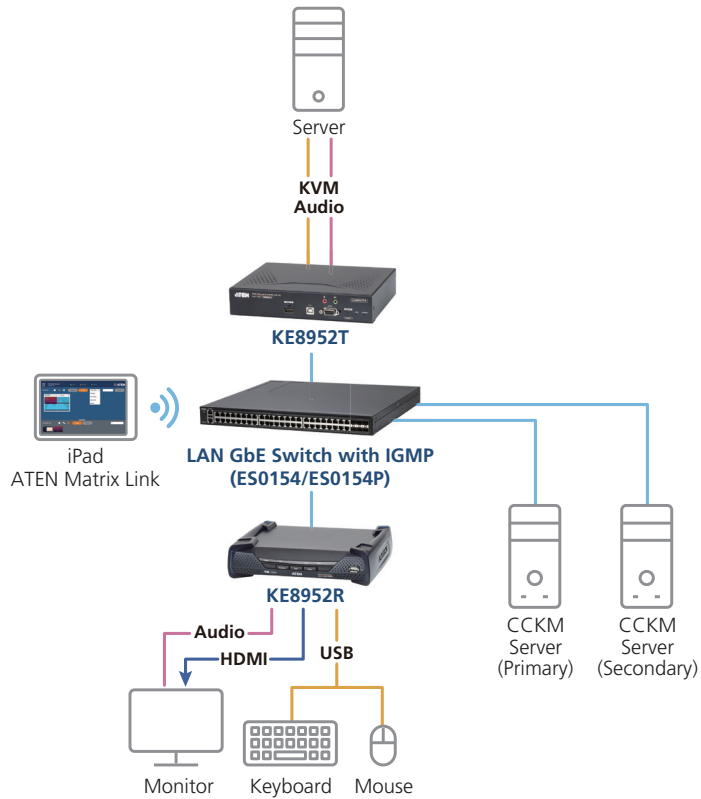 Server
KVM
Audio
ATEN
KE8952T
iPad
ATEN Matrix Link
LAN GbE Switch with IGMP
(ES0154/ES0154P)
KE8952R
Audio
HDMI
USB
CCKM
Server
(Primary)
CCKM
Server
(Secondary)
Monitor
Keyboard
Mouse